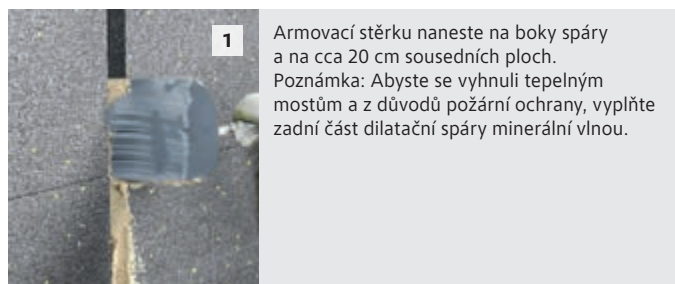 1
Armovací stěrku naneste na boky spáry
a na cca 20 cm sousedních ploch.
Poznámka: Abyste se vyhnuli tepelným
mostům a z důvodů požární ochrany, vyplňte
zadní část dilatační spáry minerální vlnou.